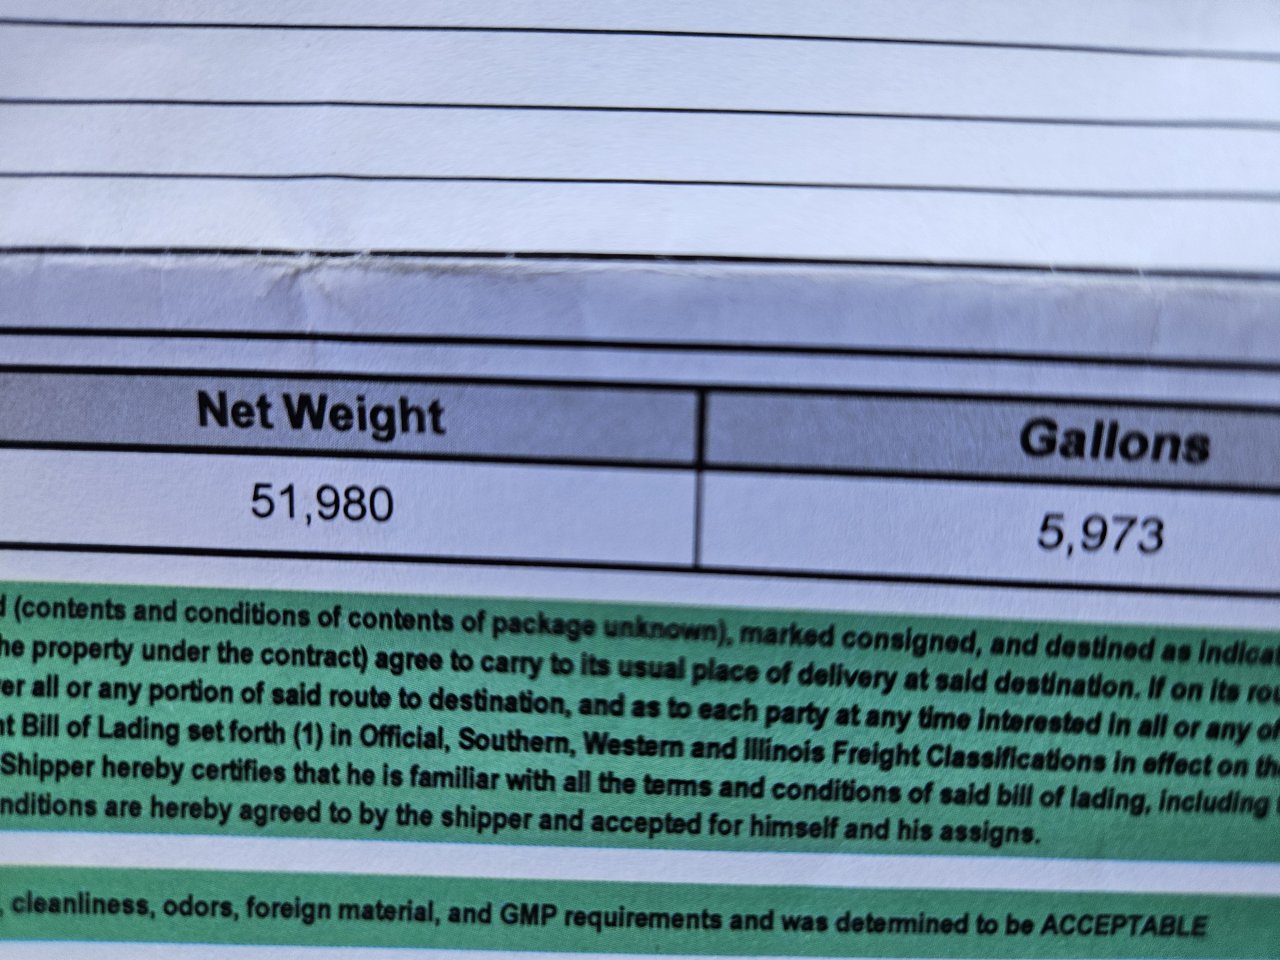 Net Weight Gallons
51,980 5,973
(contents and conditions of contents of package unknown), marked consigned, and destined as
property under the contract) agree to carry to its usual place of delivery at said destination. If on its
all or any portion of said route to destination, and as to each party at any time interested in all or any of
Bill of Lading set forth (1) in Official, Southern, Western and Illinois Freight Classifications in effect on
Shipper hereby certifies that he is familiar with all the terms and conditions of said bill of lading, including
are hereby agreed to by the shipper and accepted for himself and his assigns.
, cleanliness, odors, foreign material, and GMP requirements and was determined to be ACCEPTABLE